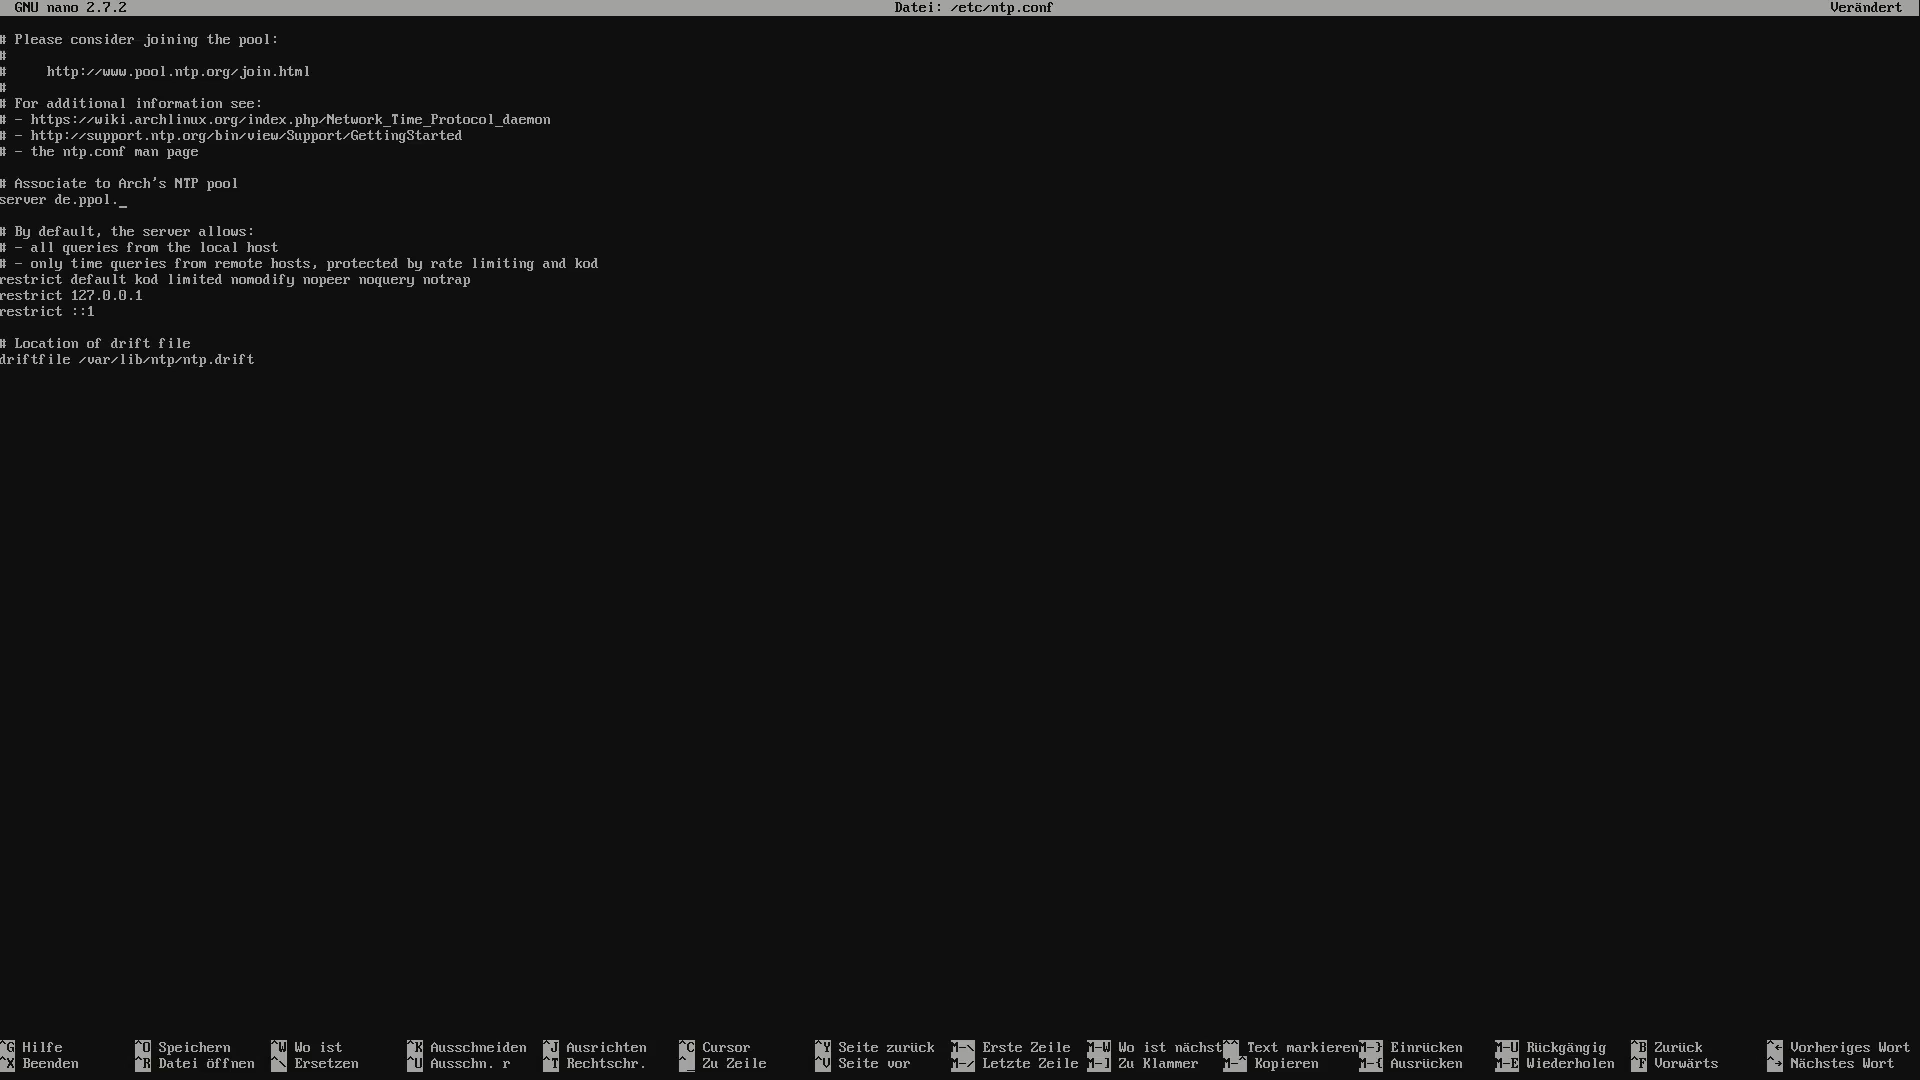 GNU nano 2.7.2 Datei: /etc/ntp.conf Verändert
# Please consider joining the pool:
#
#     http://www.pool.ntp.org/join.html
#
# For additional information see:
# - https://wiki.archlinux.org/index.php/Network_Time_Protocol_daemon
# - http://support.ntp.org/bin/view/Support/GettingStarted
# - the ntp.conf man page
# Associate to Arch's NTP pool
server de.ppol._
# By default, the server allows:
# - all queries from the local host
# - only time queries from remote hosts, protected by rate limiting and kod
restrict default kod limited nomodify nopeer noquery notrap
restrict 127.0.0.1
restrict ::1
# Location of drift file
driftfile /var/lib/ntp/ntp.drift
^G Hilfe ^O Speichern ^W Wo ist ^K Ausschneiden ^J Ausrichten ^C Cursor ^Y Seite zurück M-\ Erste Zeile M-W Wo ist nächst ^^ Text markieren M-} Einrücken M-U Rückgängig ^B Zurück ^← Vorheriges Wort
^X Beenden ^R Datei öffnen ^\ Ersetzen ^U Ausschn. r ^T Rechtschr. ^_ Zu Zeile ^V Seite vor M-/ Letzte Zeile M-] Zu Klammer M-^ Kopieren M-{ Ausrücken M-E Wiederholen ^F Vorwärts ^→ Nächstes Wort